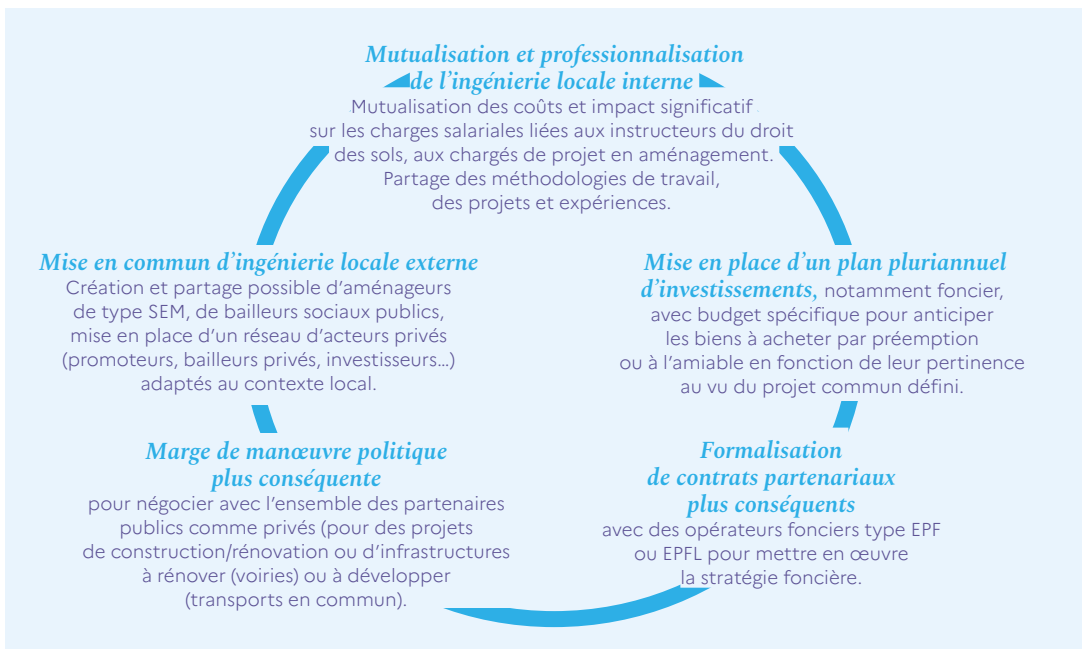 Mutualisation et professionnalisation
de l'ingénierie locale interne
Mutualisation des coûts et impact significatif
sur les charges salariales liées aux instructeurs du droit
des sols, aux chargés de projet en aménagement.
Partage des méthodologies de travail,
des projets et expériences.
Mise en commun d'ingénierie locale externe
Création et partage possible d'aménageurs
de type SEM, de bailleurs sociaux publics,
mise en place d'un réseau d'acteurs privés
(promoteurs, bailleurs privés, investisseurs…)
adaptés au contexte local.
Mise en place d'un plan pluriannuel
d'investissements, notamment foncier,
avec budget spécifique pour anticiper
les biens à acheter par préemption
ou à l'amiable en fonction de leur pertinence
au vu du projet commun défini.
Marge de manœuvre politique
plus conséquente
pour négocier avec l'ensemble des partenaires
publics comme privés (pour des projets
de construction/rénovation ou d'infrastructures
à rénover (voiries) ou à développer
(transports en commun).
Formalisation
de contrats partenariaux
plus conséquents
avec des opérateurs fonciers type EPF
ou EPFL pour mettre en œuvre
la stratégie foncière.